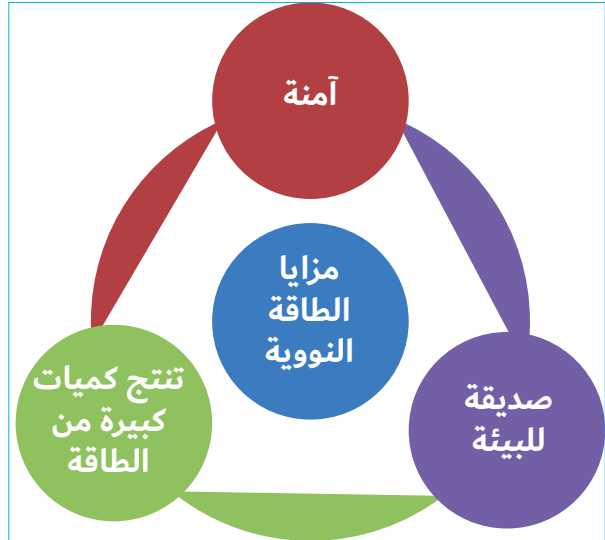 آمنة
مزايا
الطاقة
النووية
صديقة
للبيئة
تنتج كميات
كبيرة من
الطاقة